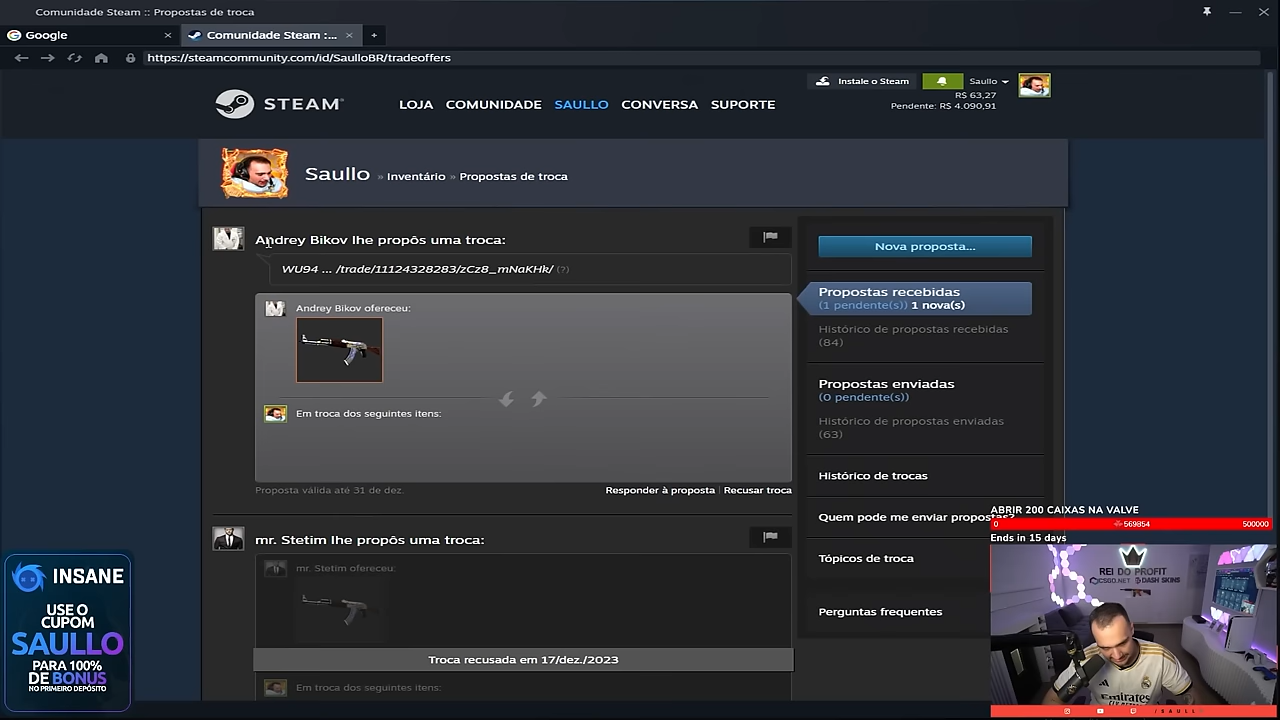 Comunidade Steam :: Propostas de troca
Google
Comunidade Steam :...
https://steamcommunity.com/id/SaulloBR/tradeoffers
Instale o Steam
Saullo
R$ 63,27
Pendente: R$ 4.090,91
STEAM
LOJA COMUNIDADE SAULLO CONVERSA SUPORTE
Saullo » Inventário » Propostas de troca
Andrey Bikov lhe propôs uma troca:
WU94 ... /trade/11124328283/zCz8_mNaKHk/ (?)
Andrey Bikov ofereceu:
Em troca dos seguintes itens:
Proposta válida até 31 de dez.
Responder à proposta | Recusar troca
mr. Stetim lhe propôs uma troca:
mr. Stetim ofereceu:
Troca recusada em 17/dez./2023
Em troca dos seguintes itens:
Nova proposta...
Propostas recebidas
(1 pendente(s)) 1 nova(s)
Histórico de propostas recebidas
(84)
Propostas enviadas
(0 pendente(s))
Histórico de propostas enviadas
(63)
Histórico de trocas
Quem pode me enviar propostas?
Tópicos de troca
Perguntas frequentes
ABRIR 200 CAIXAS NA VALVE
0 569854 500000
Ends in 15 days
REI DO PROFIT
CSGO.NET DASH SKINS
Emirates
/SAULL
INSANE
USE O
CUPOM
SAULLO
PARA 100%
DE BONUS
NO PRIMEIRO DEPÓSITO